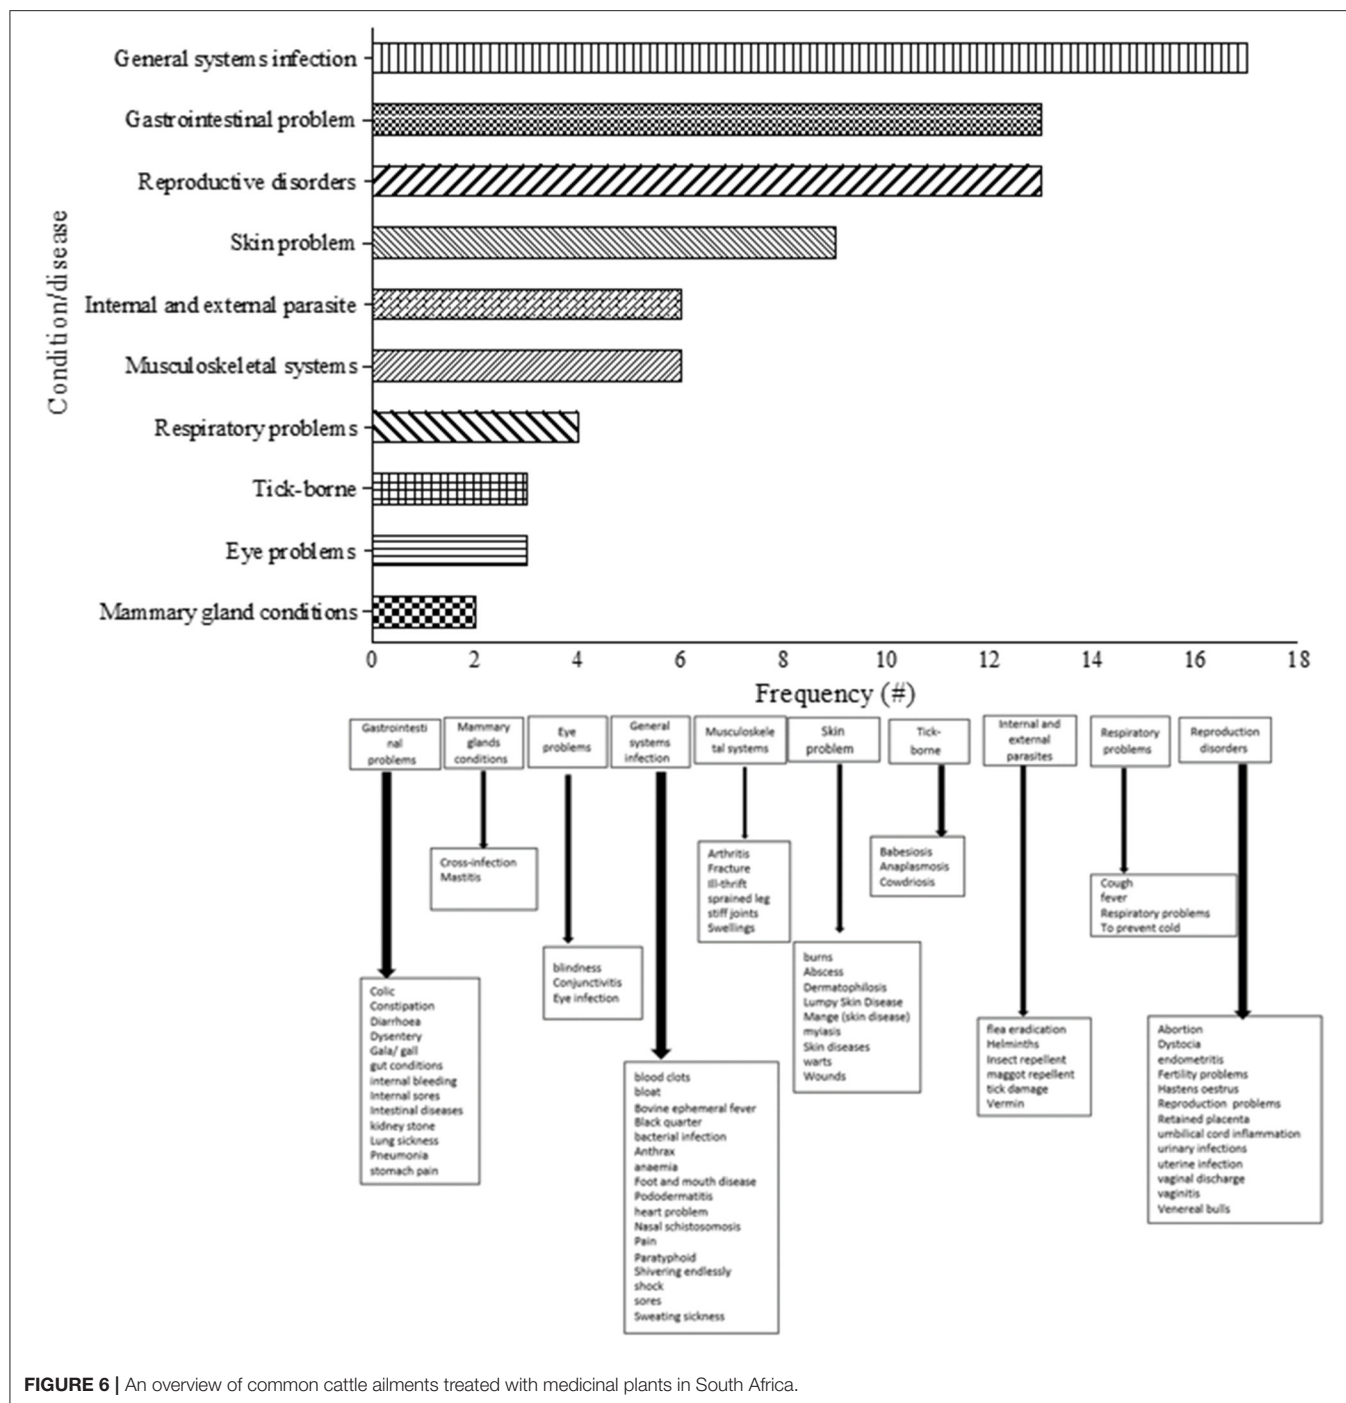 Condition/disease
General systems infection
Gastrointestinal problem
Reproductive disorders
Skin problem
Internal and external parasite
Musculoskeletal systems
Respiratory problems
Tick-borne
Eye problems
Mammary gland conditions
0 2 4 6 8 10 12 14 16 18
Frequency (#)
Gastrointesti
nal
problems
Mammary
glands
conditions
Eye
problems
General
systems
infection
Musculoskele
tal systems
Skin
problem
Tick-
borne
Internal and
external
parasites
Respiratory
problems
Reproduction
disorders
Colic
Constipation
Diarrhoea
Dysentery
Gala/ gall
gut conditions
internal bleeding
Internal sores
Intestinal diseases
kidney stone
Lung sickness
Pneumonia
stomach pain
Cross-infection
Mastitis
blindness
Conjunctivitis
Eye infection
blood clots
bloat
Bovine ephemeral fever
Black quarter
bacterial infection
Anthrax
anaemia
Foot and mouth disease
Pododermatitis
heart problem
Nasal schistosomosis
Pain
Paratyphoid
Shivering endlessly
shock
sores
Sweating sickness
Arthritis
Fracture
Ill-thrift
sprained leg
stiff joints
Swellings
burns
Abscess
Dermatophilosis
Lumpy Skin Disease
Mange (skin disease)
myiasis
Skin diseases
warts
Wounds
Babesiosis
Anaplasmosis
Cowdriosis
flea eradication
Helminths
Insect repellent
maggot repellent
tick damage
Vermin
Cough
fever
Respiratory problems
To prevent cold
Abortion
Dystocia
endometritis
Fertility problems
Hastens oestrus
Reproduction problems
Retained placenta
umbilical cord inflammation
urinary infections
uterine infection
vaginal discharge
vaginitis
Venereal bulls
FIGURE 6 | An overview of common cattle ailments treated with medicinal plants in South Africa.